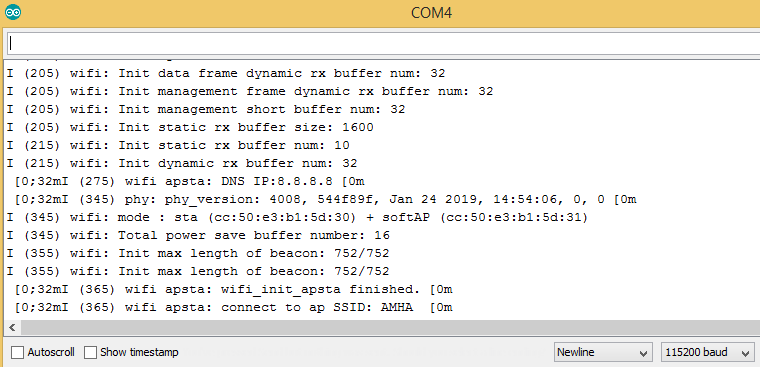 COM4
I (205) wifi: Init data frame dynamic rx buffer num: 32
I (205) wifi: Init management frame dynamic rx buffer num: 32
I (205) wifi: Init management short buffer num: 32
I (205) wifi: Init static rx buffer size: 1600
I (215) wifi: Init static rx buffer num: 10
I (215) wifi: Init dynamic rx buffer num: 32
[0;32mI (275) wifi apsta: DNS IP:8.8.8.8 [0m
[0;32mI (345) phy: phy_version: 4008, 544f89f, Jan 24 2019, 14:54:06, 0, 0 [0m
I (345) wifi: mode : sta (cc:50:e3:b1:5d:30) + softAP (cc:50:e3:b1:5d:31)
I (345) wifi: Total power save buffer number: 16
I (355) wifi: Init max length of beacon: 752/752
I (355) wifi: Init max length of beacon: 752/752
[0;32mI (365) wifi apsta: wifi_init_apsta finished. [0m
[0;32mI (365) wifi apsta: connect to ap SSID: AMHA  [0m
Autoscroll Show timestamp Newline 115200 baud